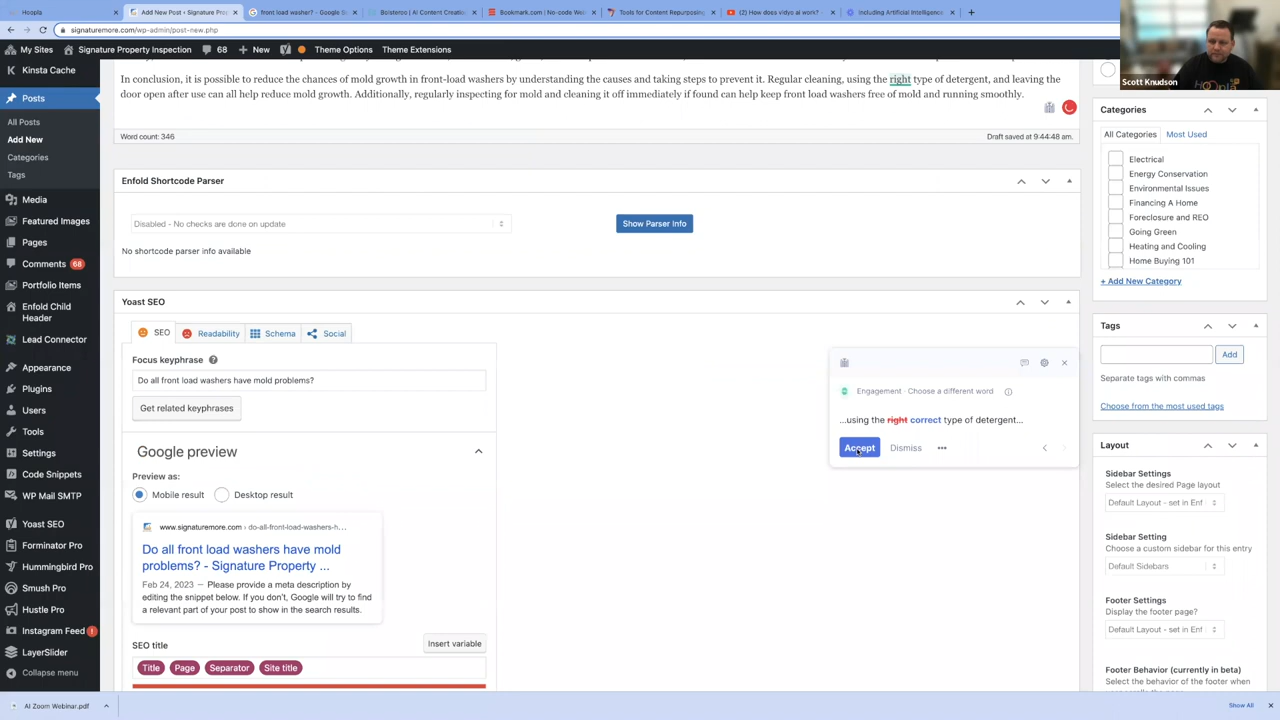 Hoopla
Add New Post ‹ Signature Prop
front load washer? - Google S
Bolsteros | AI Content Creation
Bookmark.com | No-code Web
Tools for Content Repurposing
(2) How does vidyo ai work? -
Including Artificial Intelligence
signaturemore.com/wp-admin/post-new.php
My Sites
Signature Property Inspection
68
New
Theme Options
Theme Extensions
Scott Knudson
Kinsta Cache
Posts
All Posts
Add New
Categories
Tags
Media
Featured Images
Pages
Comments 68
Portfolio Items
Enfold Child
Header
Lead Connector
Appearance
Plugins
Users
Tools
Settings
Code Snippets
WP Mail SMTP
Yoast SEO
Forminator Pro
Hummingbird Pro
Smush Pro
Hustle Pro
Instagram Feed !
LayerSlider
Collapse menu
In conclusion, it is possible to reduce the chances of mold growth in front-load washers by understanding the causes and taking steps to prevent it. Regular cleaning, using the right type of detergent, and leaving the
door open after use can all help reduce mold growth. Additionally, regularly inspecting for mold and cleaning it off immediately if found can help keep front load washers free of mold and running smoothly.
Word count: 346
Draft saved at 9:44:48 am.
Enfold Shortcode Parser
Disabled - No checks are done on update
Show Parser Info
No shortcode parser info available
Yoast SEO
SEO
Readability
Schema
Social
Focus keyphrase
Do all front load washers have mold problems?
Get related keyphrases
Google preview
Preview as:
Mobile result
Desktop result
www.signaturemore.com › do-all-front-load-washers-h...
Do all front load washers have mold
problems? - Signature Property ...
Feb 24, 2023 — Please provide a meta description by
editing the snippet below. If you don't, Google will try to find
a relevant part of your post to show in the search results.
SEO title
Insert variable
Title
Page
Separator
Site title
Engagement · Choose a different word
...using the right correct type of detergent...
Accept
Dismiss
Categories
All Categories
Most Used
Electrical
Energy Conservation
Environmental Issues
Financing A Home
Foreclosure and REO
Going Green
Heating and Cooling
Home Buying 101
+ Add New Category
Tags
Add
Separate tags with commas
Choose from the most used tags
Layout
Sidebar Settings
Select the desired Page layout
Default Layout - set in Enf
Sidebar Setting
Choose a custom sidebar for this entry
Default Sidebars
Footer Settings
Display the footer page?
Default Layout - set in Enf
Footer Behavior (currently in beta)
Select the behavior of the footer when
AI Zoom Webinar.pdf
Show All